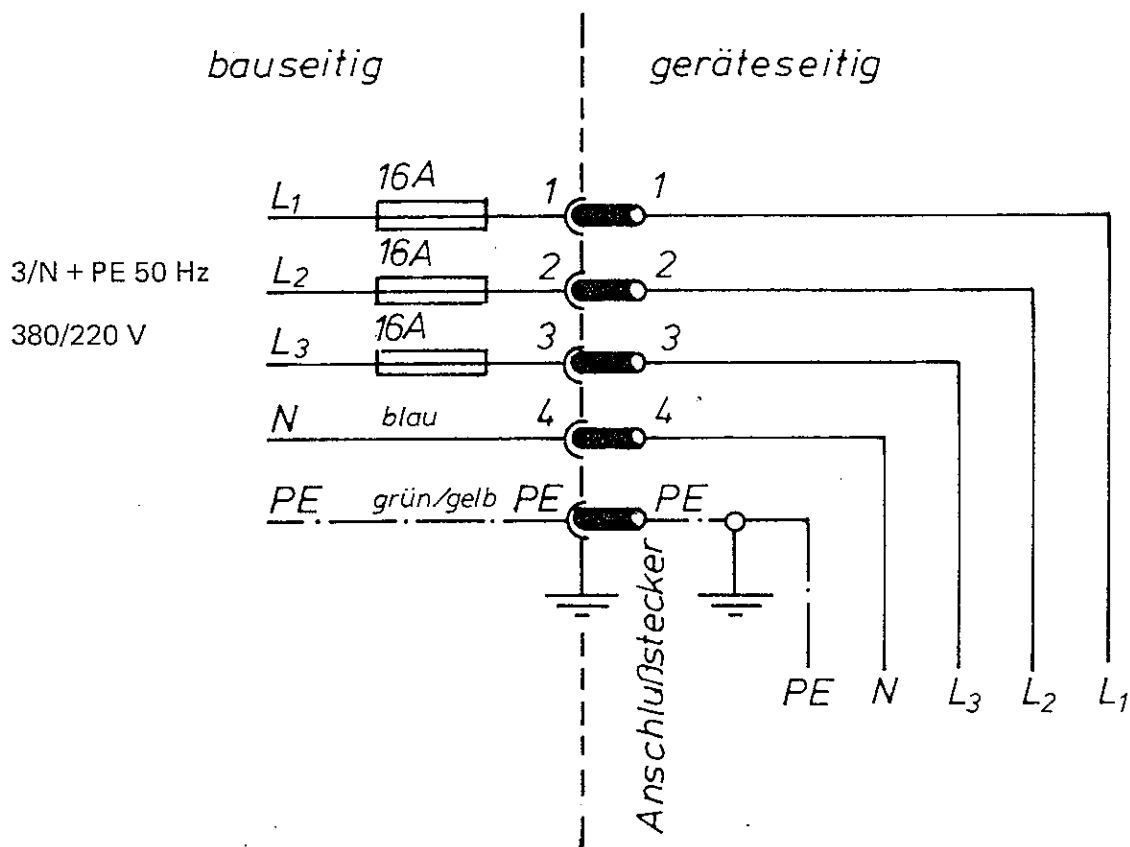 bauseitig
geräteseitig
L1 16A 1 1
3/N + PE 50 Hz
L2 16A 2 2
380/220 V
L3 16A 3 3
N blau 4 4
PE grün/gelb PE PE
Anschlußstecker
PE N L3 L2 L1